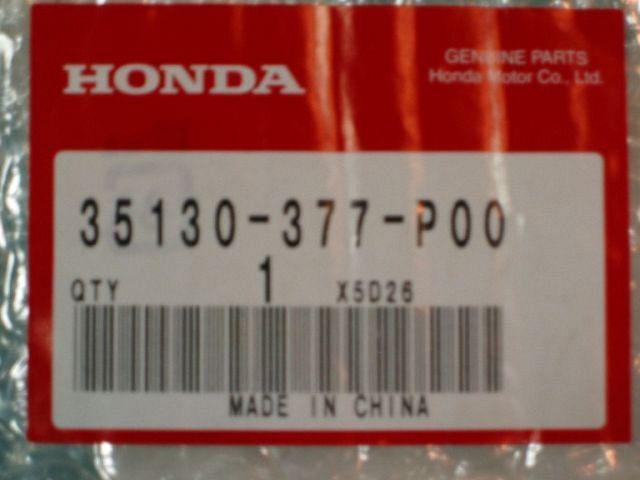 HONDA
GENUINE PARTS
Honda Motor Co., Ltd.
35130-377-P00
QTY 1 X5D26
MADE IN CHINA